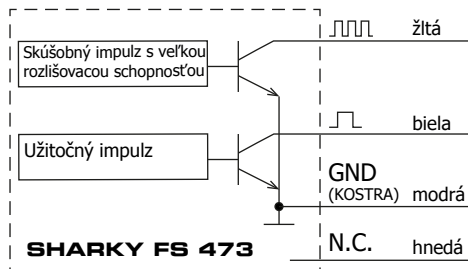 Skúšobný impulz s veľkou
rozlišovacou schopnosťou
žltá
Užitočný impulz
biela
GND
(KOSTRA)
modrá
SHARKY FS 473
N.C.
hnedá